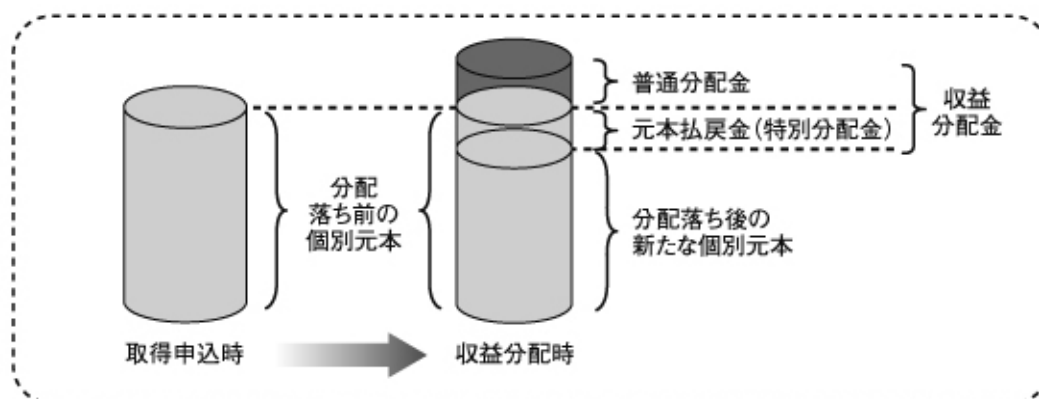 普通分配金
元本払戻金(特別分配金)
収益
分配金
分配
落ち前の
個別元本
分配落ち後の
新たな個別元本
取得申込時
収益分配時